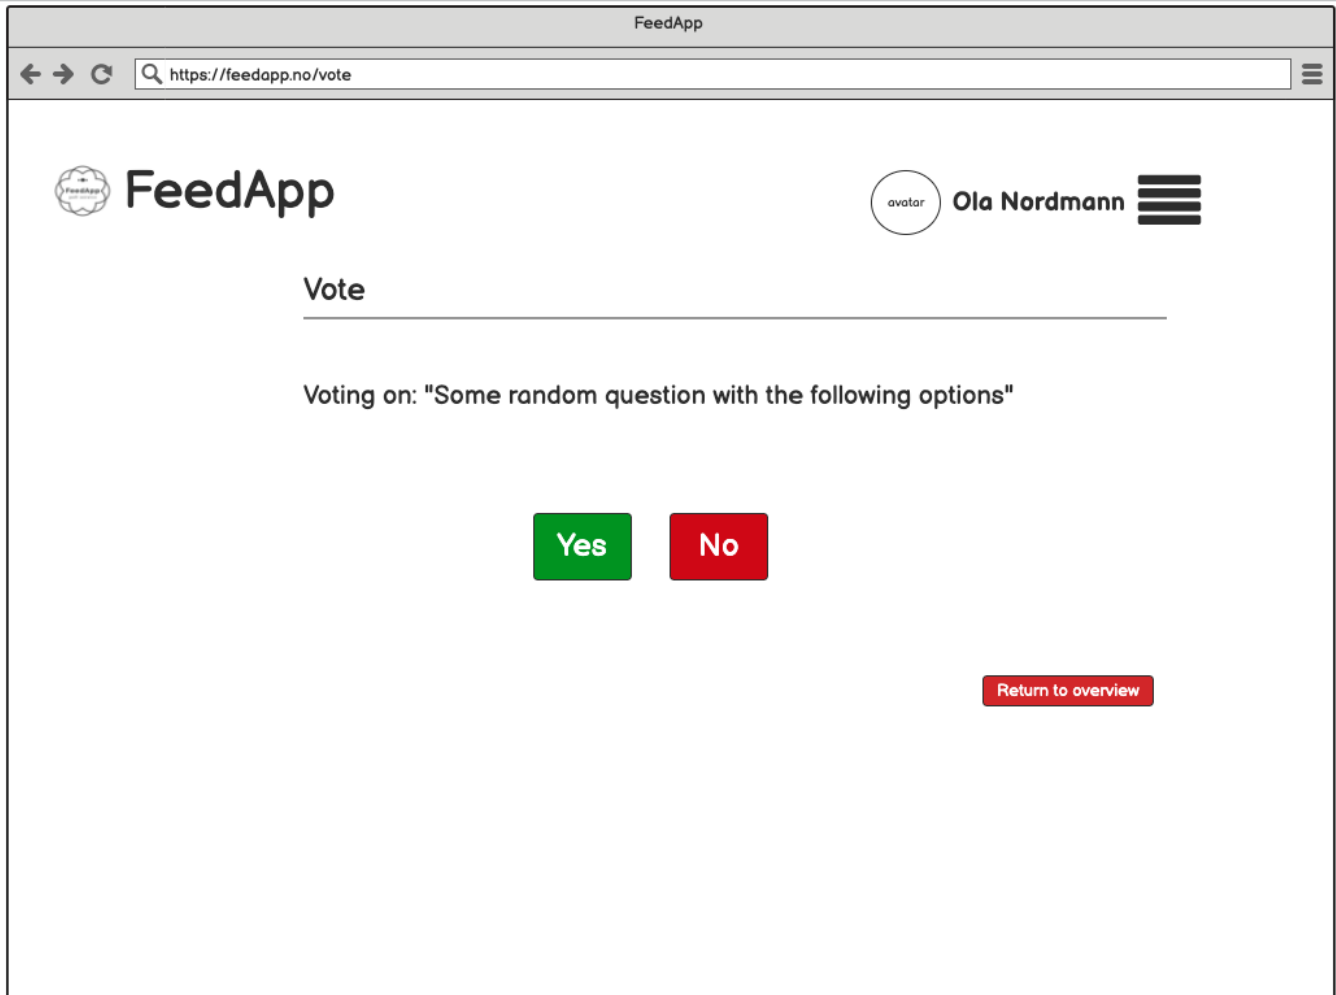 FeedApp
https://feedapp.no/vote
FeedApp
FeedApp
avatar
Ola Nordmann
Vote
Voting on: "Some random question with the following options"
Yes
No
Return to overview